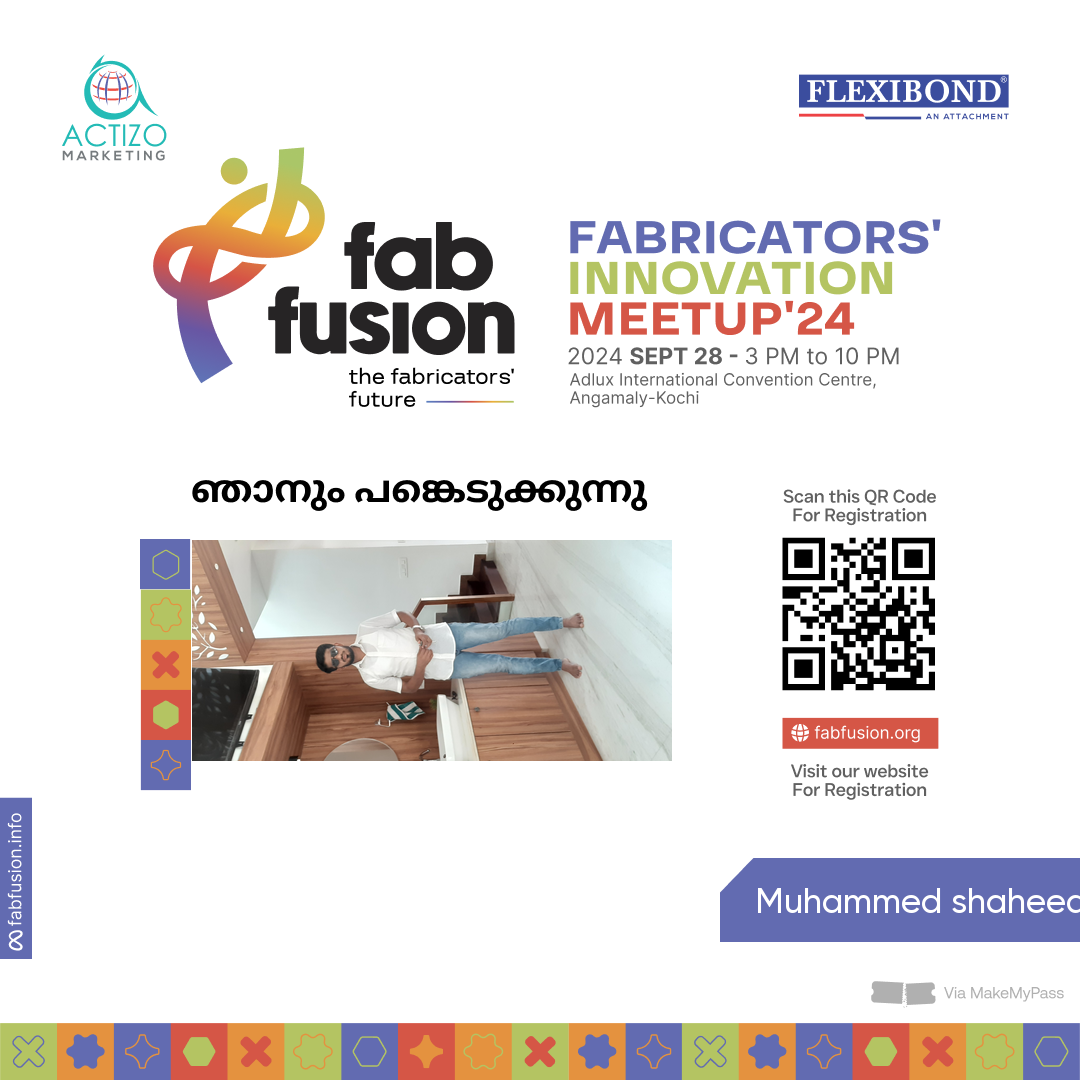 ACTIZO
MARKETING
FLEXIBOND®
AN ATTACHMENT
fab
fusion
the fabricators'
future
FABRICATORS'
INNOVATION
MEETUP'24
2024 SEPT 28 - 3 PM to 10 PM
Adlux International Convention Centre,
Angamaly-Kochi
ഞാനും പങ്കെടുക്കുന്നു
Scan this QR Code
For Registration
fabfusion.org
Visit our website
For Registration
fabfusion.info
Muhammed shaheed
Via MakeMyPass